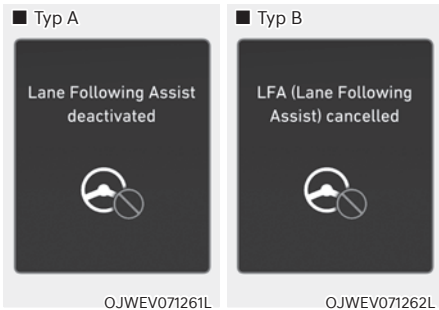 ■ Typ A
Lane Following Assist
deactivated
OJWEV071261L
■ Typ B
LFA (Lane Following
Assist) cancelled
OJWEV071262L